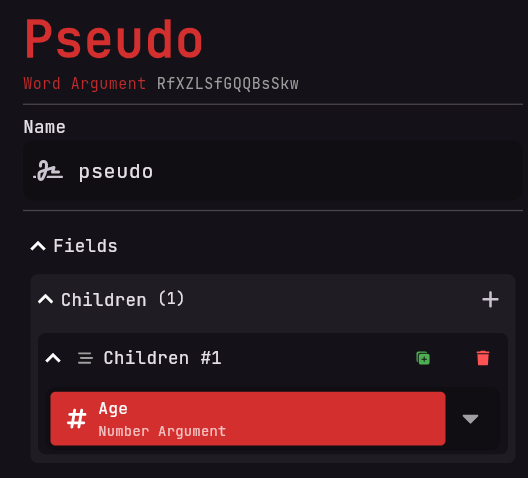 Pseudo
Word Argument RfXZLSfGQQBsSkw
Name
pseudo
Fields
Children (1)
Children #1
# Age
Number Argument